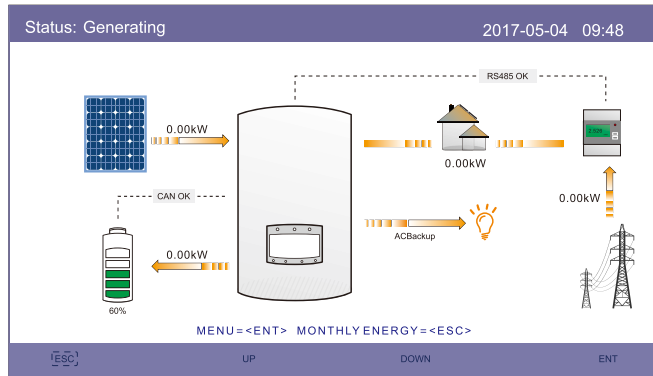 Status: Generating
2017-05-04 09:48
RS485 OK
0.00kW
0.00kW
0.00kW
CAN OK
ACBackup
0.00kW
60%
MENU=<ENT> MONTHLY ENERGY=<ESC>
ESC
UP
DOWN
ENT